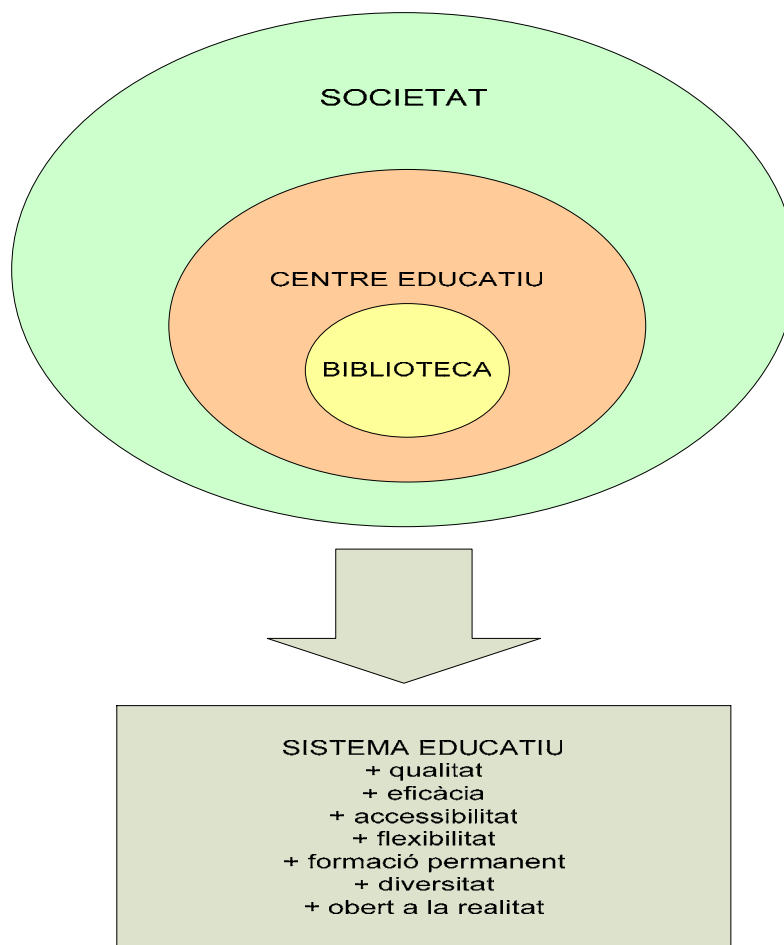 SOCIETAT
CENTRE EDUCATIU
BIBLIOTECA
SISTEMA EDUCATIU
+ qualitat
+ eficàcia
+ accessibilitat
+ flexibilitat
+ formació permanent
+ diversitat
+ obert a la realitat